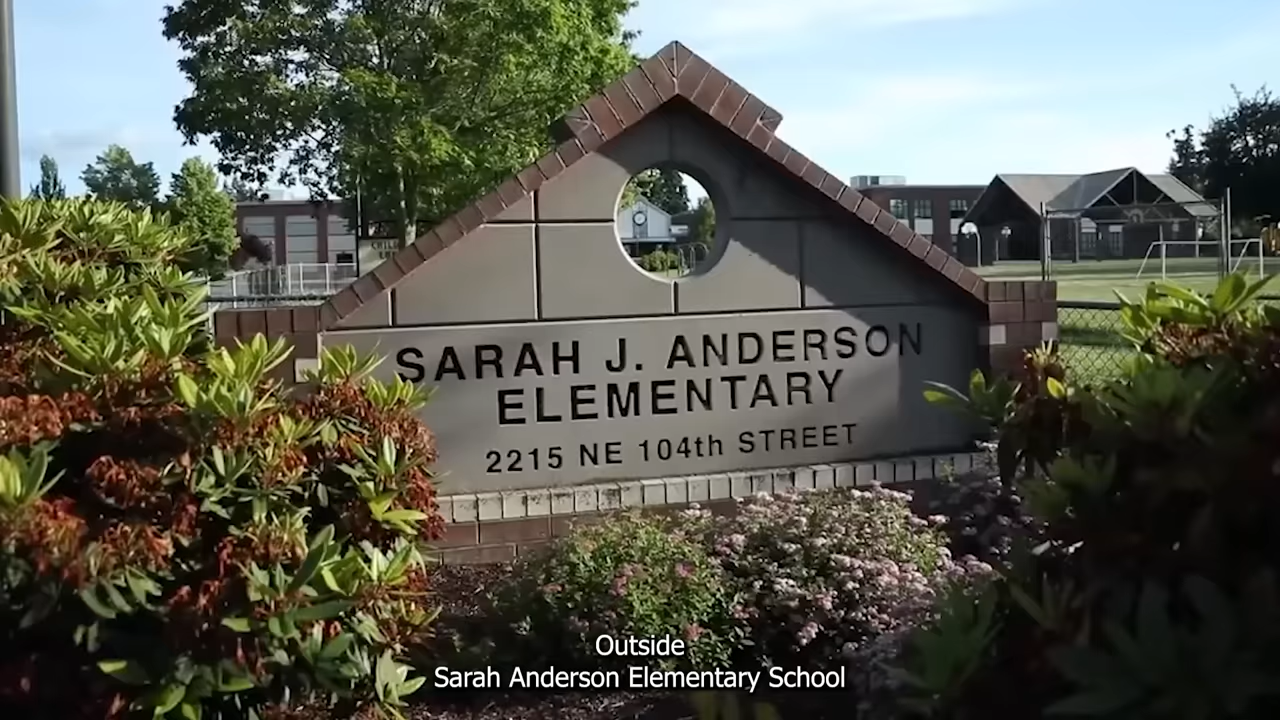 SARAH J. ANDERSON
ELEMENTARY
2215 NE 104th STREET
Outside
Sarah Anderson Elementary School